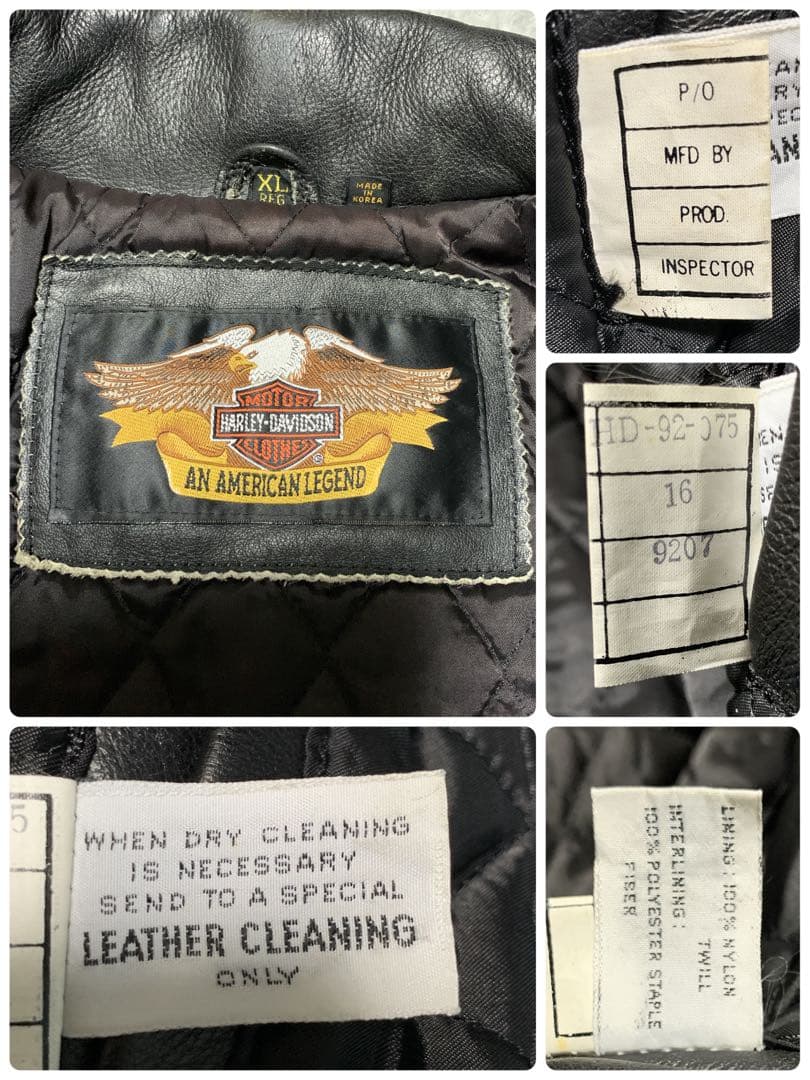 XL
REG
MADE
IN
KOREA
MOTOR
HARLEY-DAVIDSON
CLOTHES
AN AMERICAN LEGEND
P/O
MFD BY
PROD.
INSPECTOR
HD-92-075
16
9207
5
WHEN DRY CLEANING
IS NECESSARY
SEND TO A SPECIAL
LEATHER CLEANING
ONLY
LINING: 100% NYLON
TWILL
INTERLINING:
100% POLYESTER STAPLE
FIBER